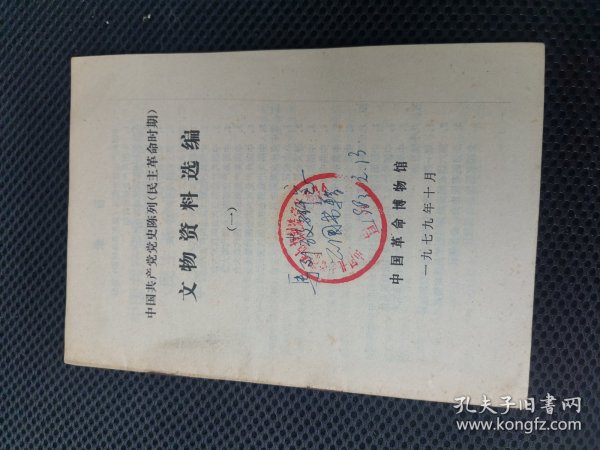 中国共产党党史陈列(民主革命时期)
文物资料选编
(一)
中国革命博物馆
一九七九年十月
孔夫子旧书网
www.kongfz.com